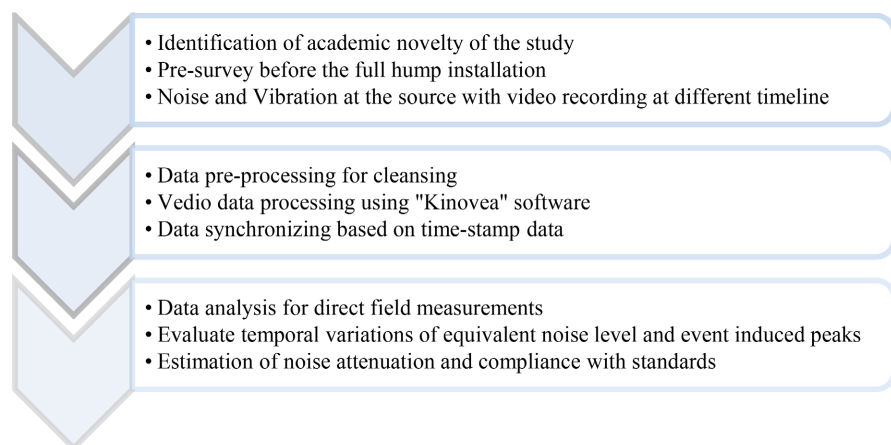 • Identification of academic novelty of the study
• Pre-survey before the full hump installation
• Noise and Vibration at the source with video recording at different timeline
• Data pre-processing for cleansing
• Vedio data processing using "Kinovea" software
• Data synchronizing based on time-stamp data
• Data analysis for direct field measurements
• Evaluate temporal variations of equivalent noise level and event induced peaks
• Estimation of noise attenuation and compliance with standards